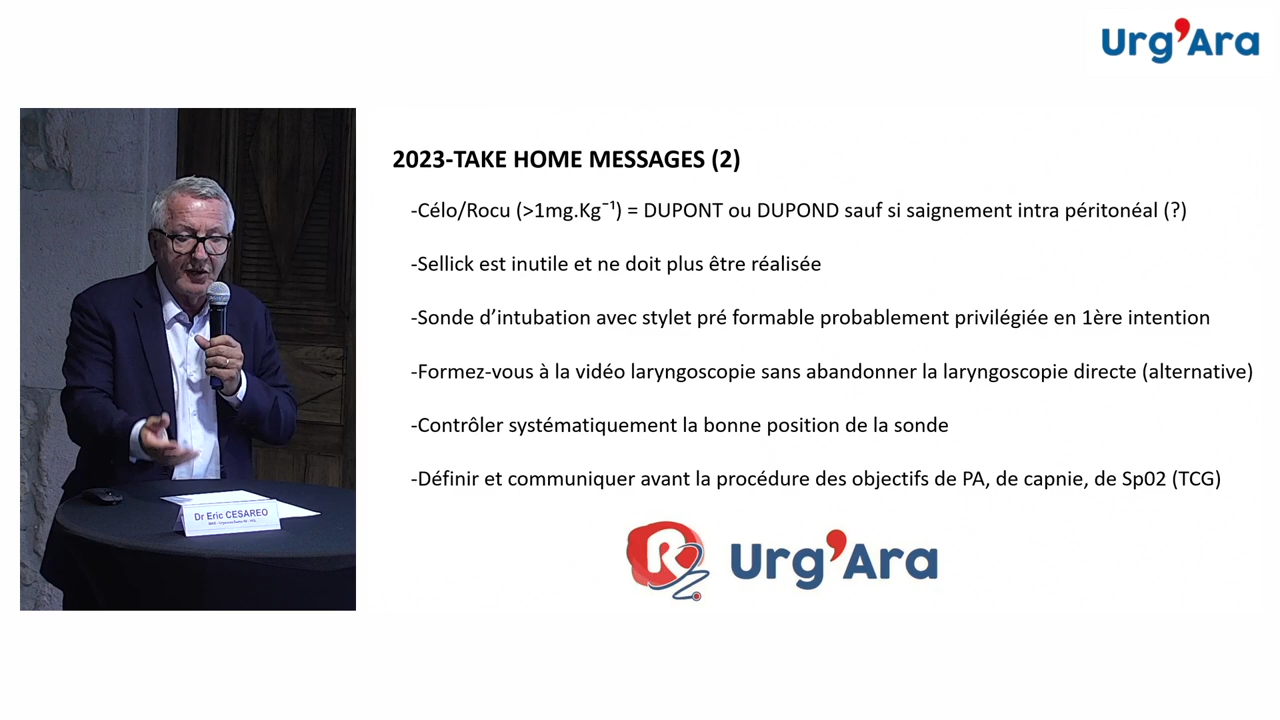 Urg'Ara
2023-TAKE HOME MESSAGES (2)
-Célo/Rocu (>1mg.Kg⁻¹) = DUPONT ou DUPOND sauf si saignement intra péritonéal (?)
-Sellick est inutile et ne doit plus être réalisée
-Sonde d’intubation avec stylet pré formable probablement privilégiée en 1ère intention
-Formez-vous à la vidéo laryngoscopie sans abandonner la laryngoscopie directe (alternative)
-Contrôler systématiquement la bonne position de la sonde
-Définir et communiquer avant la procédure des objectifs de PA, de capnie, de Sp02 (TCG)
Dr Eric CESAREO
R Urg'Ara